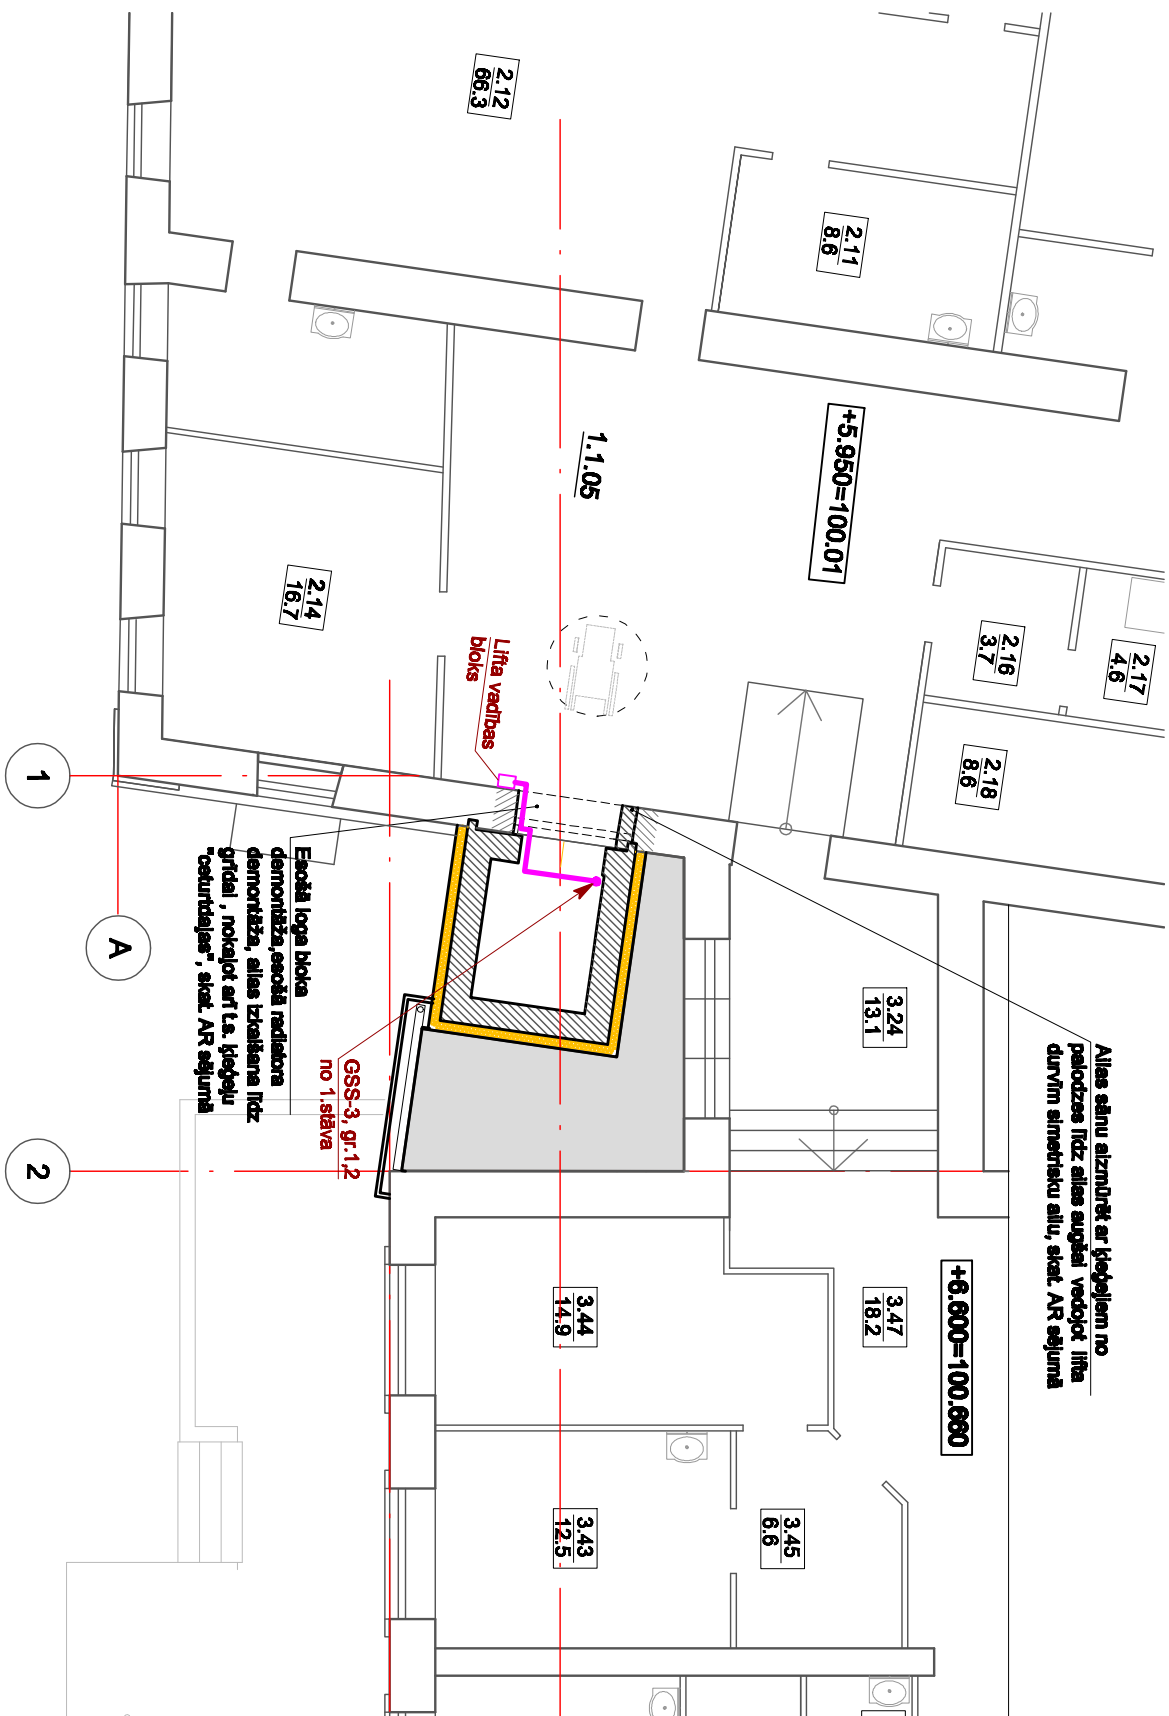 2.12
66.3
2.11
8.6
+5.950=100.01
1.1.05
2.14
16.7
2.16
3.7
2.17
4.6
2.18
8.6
Lifta vadības
bloks
1
A
2
Esošā loga bloka
demontāža,esošā radiatora
demontāža, ailas izkalšana līdz
grīdai , nokaļot arī t.s. ķieģeļu
"ceturtdaļas", skat. AR sējumā
GSS-3, gr.1,2
no 1.stāva
3.24
13.1
Ailas sānu aizmūrēt ar ķieģeļiem no
palodzes līdz ailas augšai veidojot lifta
durvīm simetrisku ailu, skat. AR sējumā
3.44
14.9
3.47
18.2
+6.600=100.660
3.43
12.5
3.45
6.6